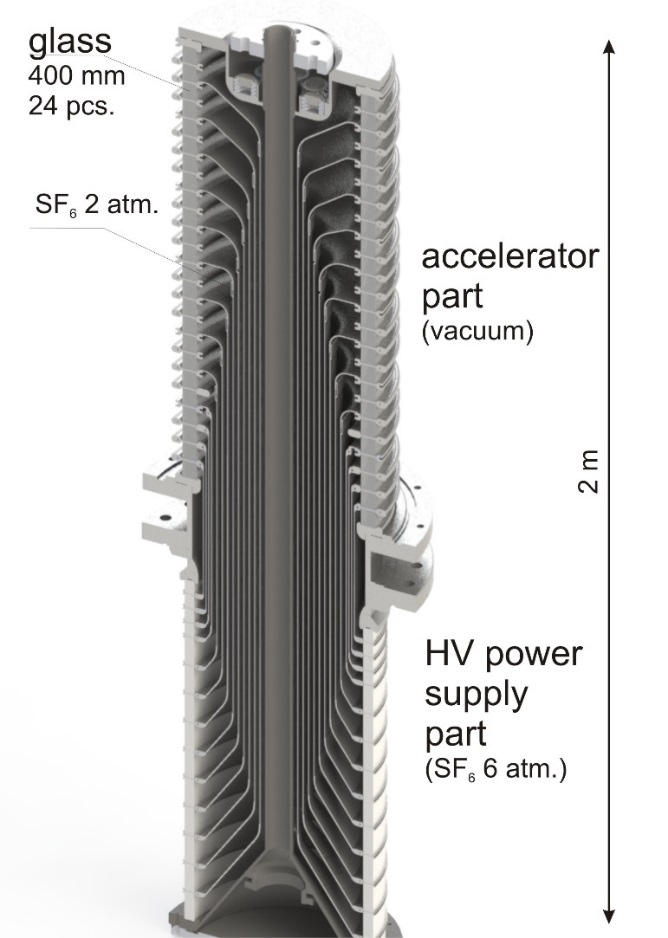 glass
400 mm
24 pcs.
SF₆ 2 atm.
accelerator
part
(vacuum)
2 m
HV power
supply
part
(SF₆ 6 atm.)